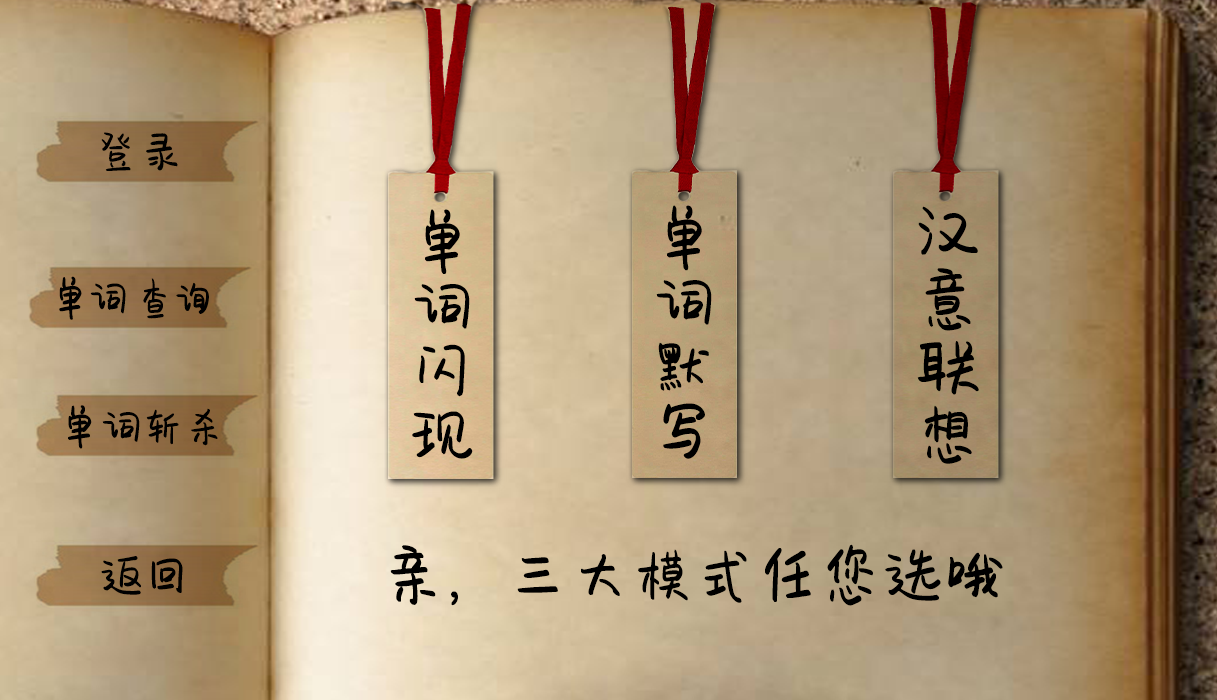 登录
单词查询
单词斩杀
返回
单词闪现
单词默写
汉意联想
亲，三大模式任您选哦